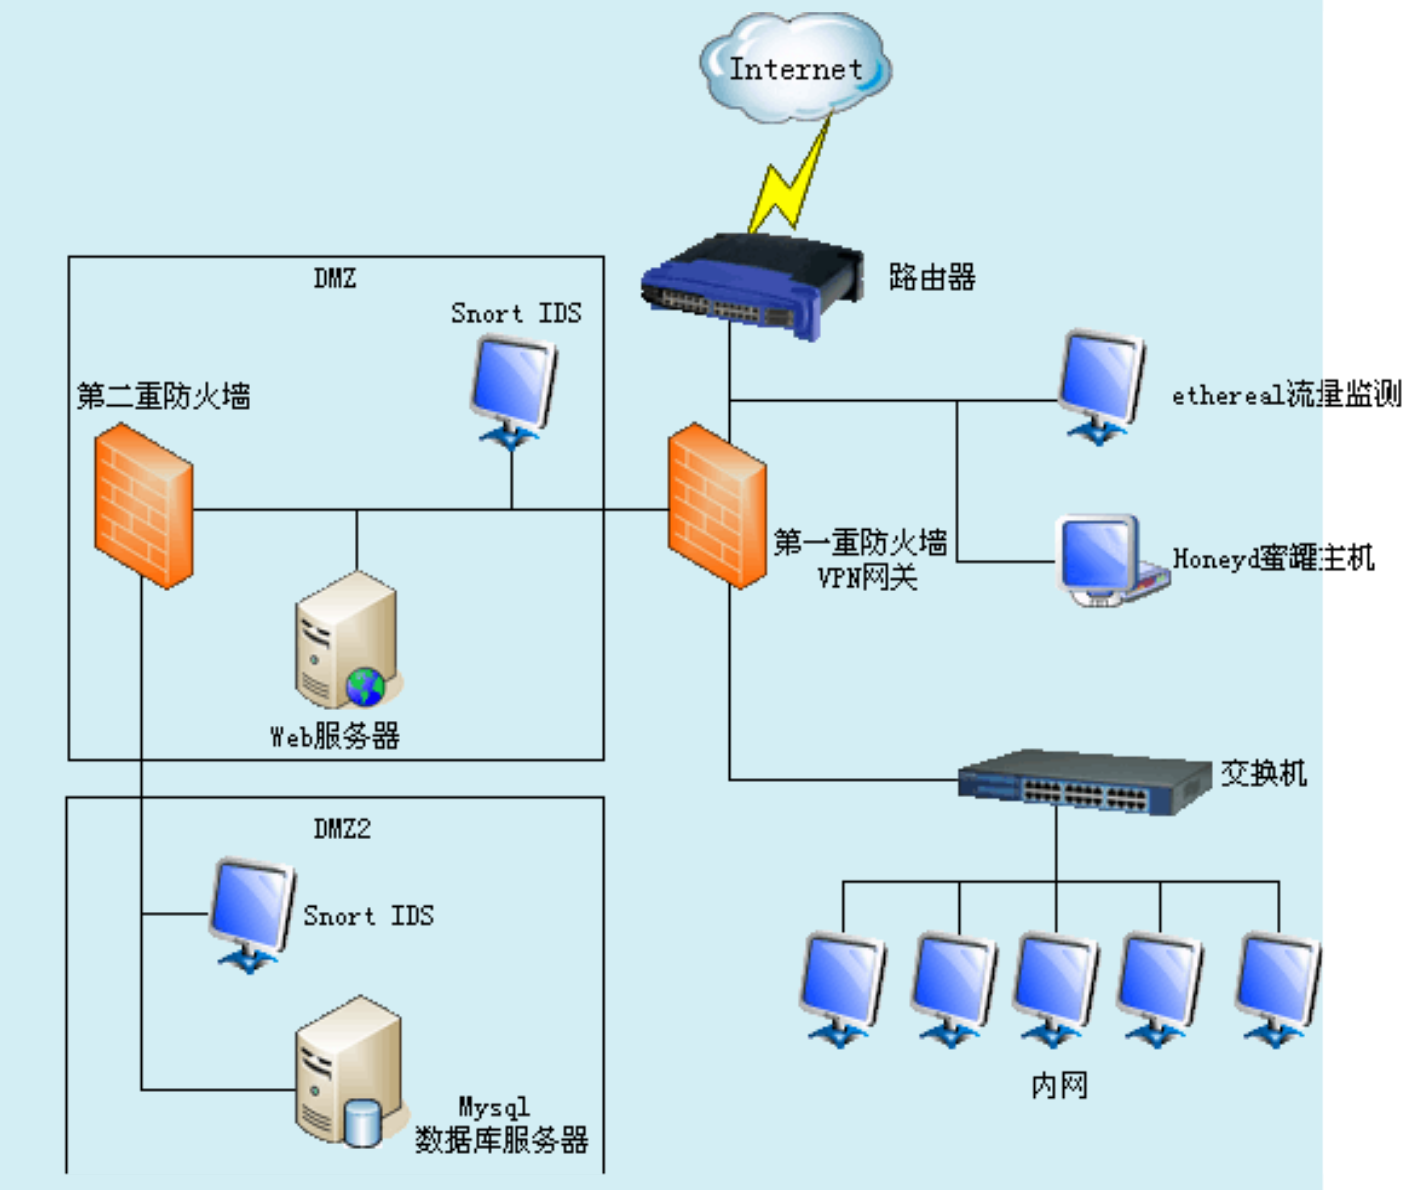 Internet
路由器
DMZ
Snort IDS
第二重防火墙
ethereal流量监测
第一重防火墙
VPN网关
Honeyd蜜罐主机
Web服务器
交换机
DMZ2
Snort IDS
内网
Mysql
数据库服务器